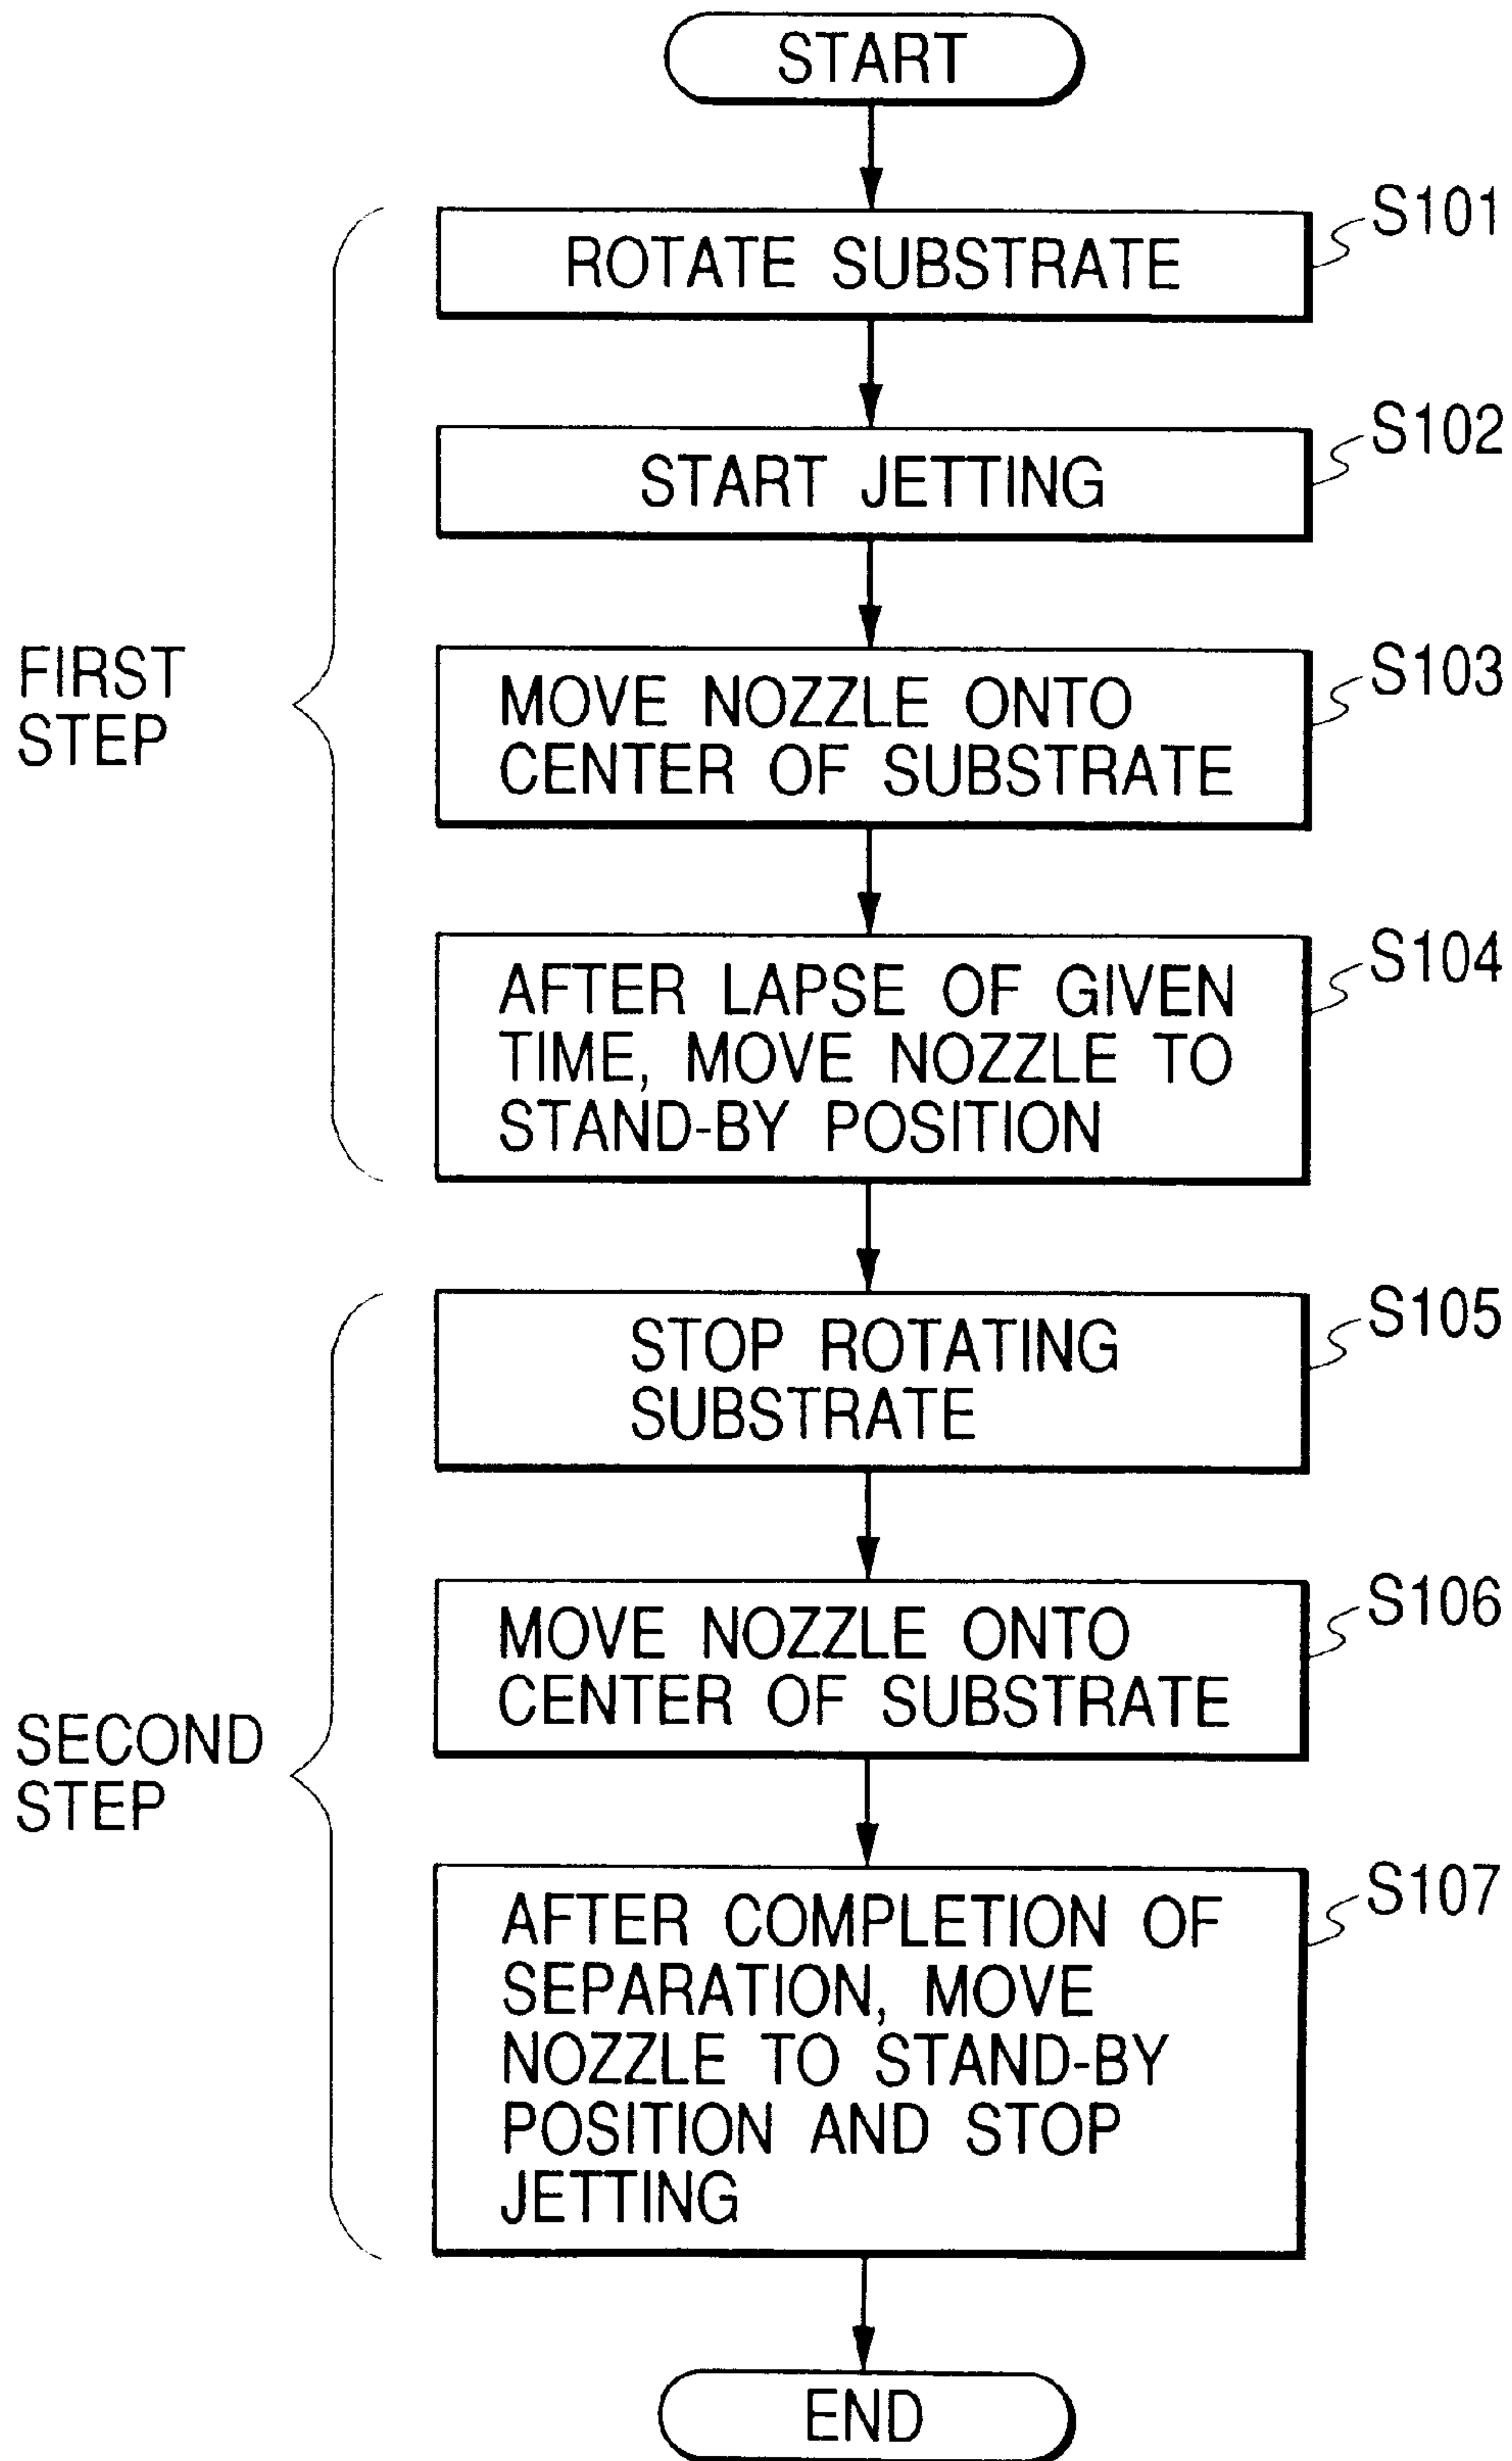 START
S101
ROTATE SUBSTRATE
S102
START JETTING
FIRST
STEP
S103
MOVE NOZZLE ONTO
CENTER OF SUBSTRATE
S104
AFTER LAPSE OF GIVEN
TIME, MOVE NOZZLE TO
STAND-BY POSITION
S105
STOP ROTATING
SUBSTRATE
S106
MOVE NOZZLE ONTO
CENTER OF SUBSTRATE
SECOND
STEP
S107
AFTER COMPLETION OF
SEPARATION, MOVE
NOZZLE TO STAND-BY
POSITION AND STOP
JETTING
END